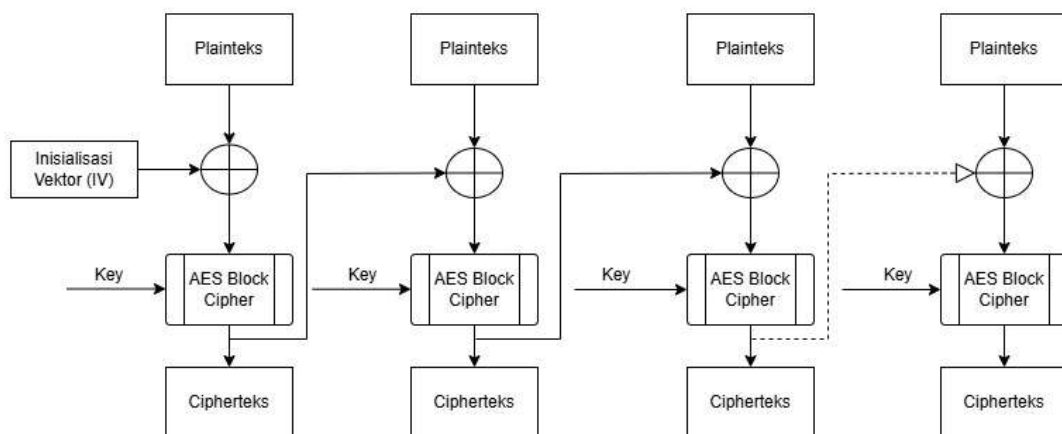 Plainteks
Plainteks
Plainteks
Plainteks
Inisialisasi
Vektor (IV)
Key
AES Block
Cipher
Key
AES Block
Cipher
Key
AES Block
Cipher
Key
AES Block
Cipher
Cipherteks
Cipherteks
Cipherteks
Cipherteks